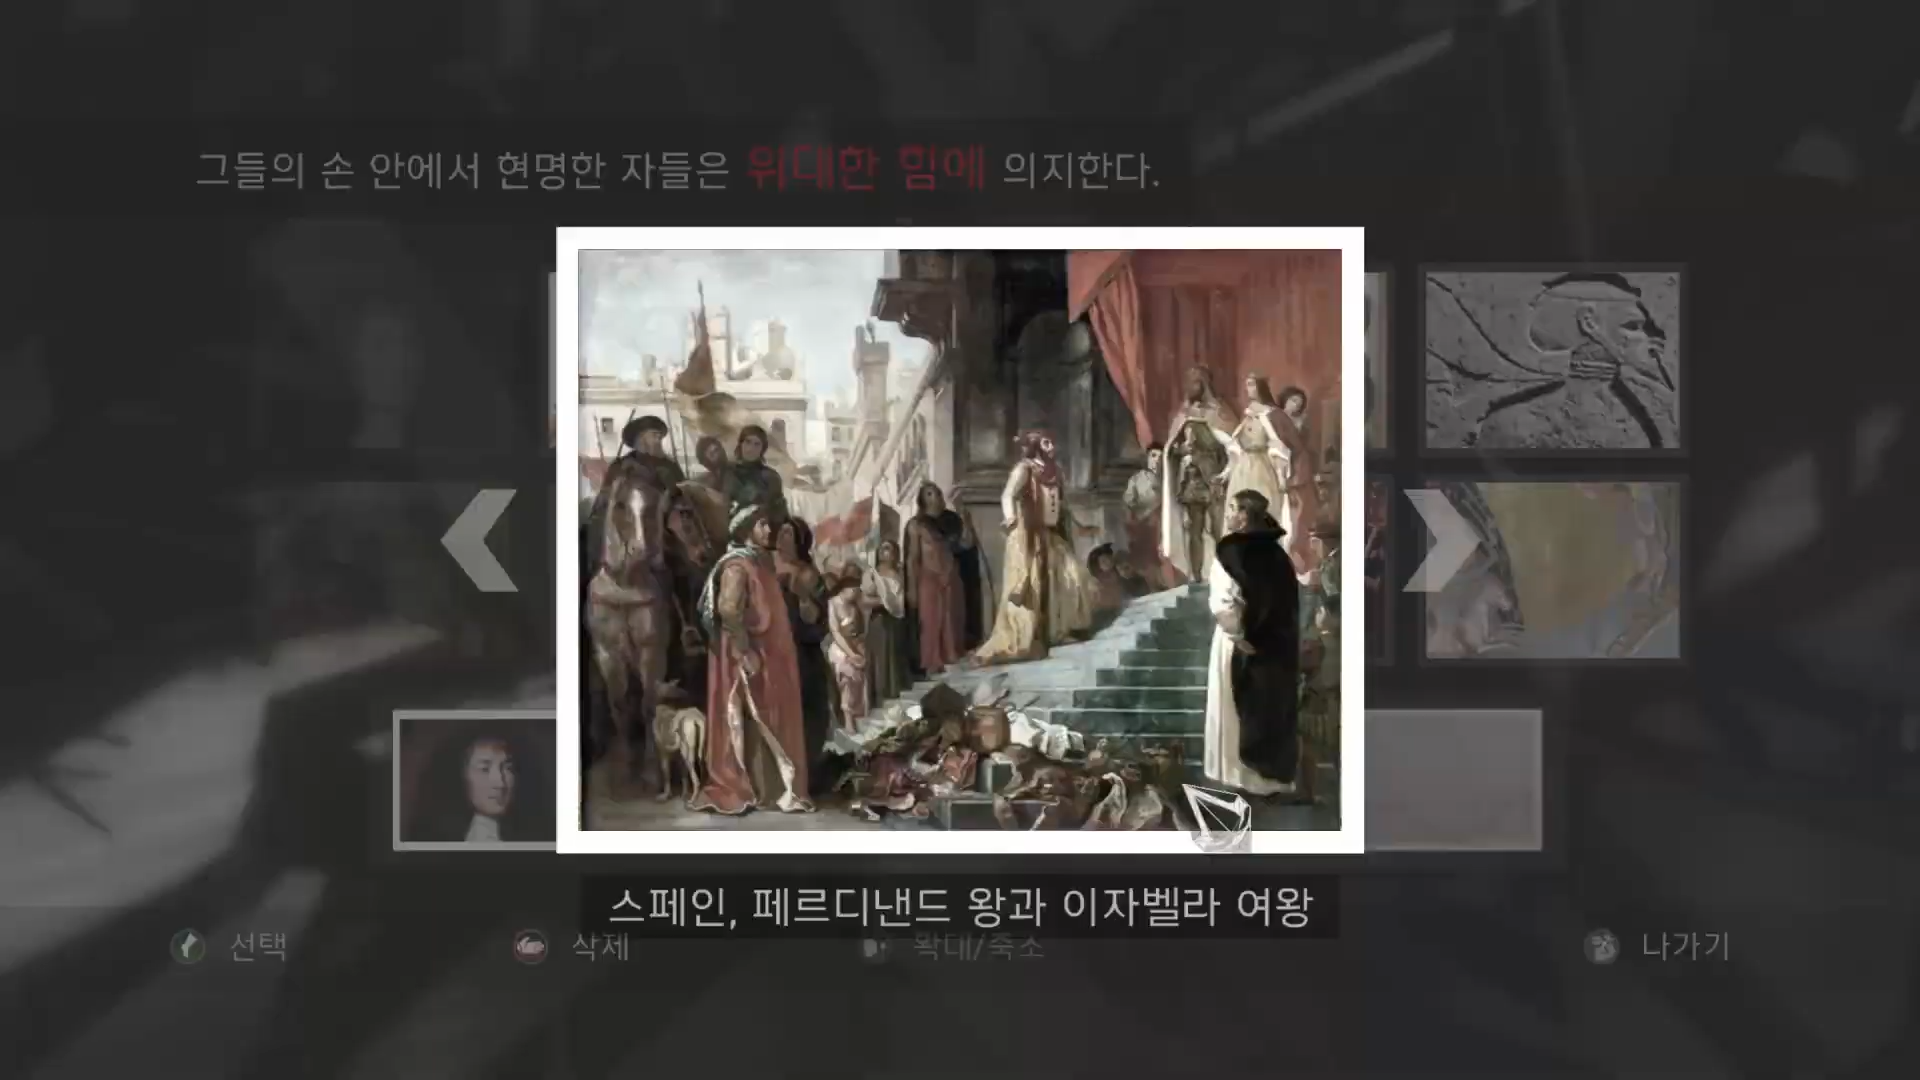 그들의 손 안에서 현명한 자들은 위대한 힘에 의지한다.
스페인, 페르디낸드 왕과 이자벨라 여왕
선택
삭제
확대/축소
나가기